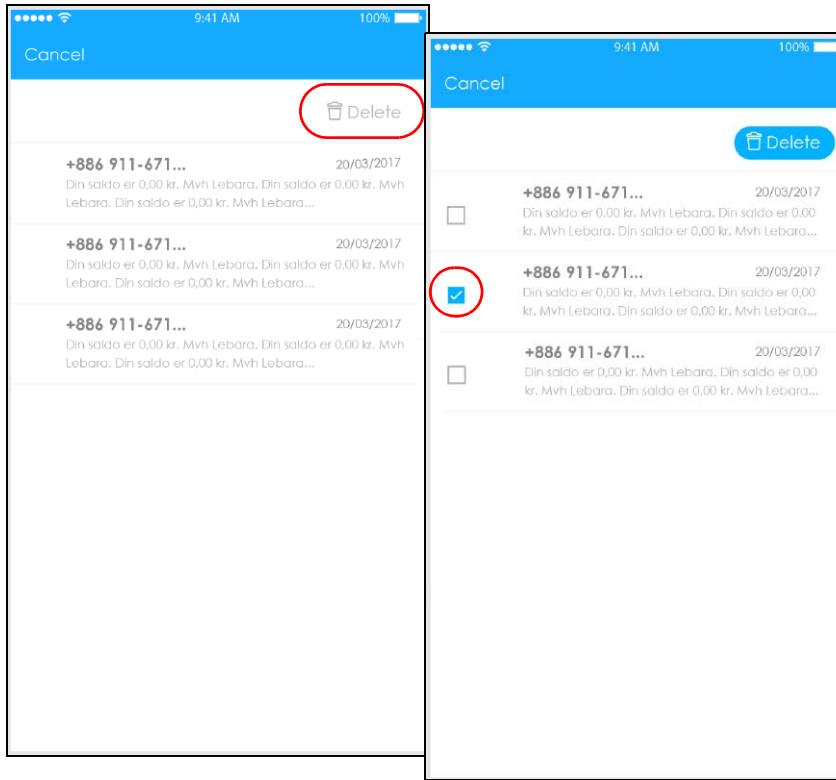 9:41 AM 100%
Cancel
Delete
+886 911-671... 20/03/2017
Din saldo er 0,00 kr. Mvh Lebara. Din saldo er 0,00 kr. Mvh
Lebara. Din saldo er 0,00 kr. Mvh Lebara...
+886 911-671... 20/03/2017
Din saldo er 0,00 kr. Mvh Lebara. Din saldo er 0,00 kr. Mvh
Lebara. Din saldo er 0,00 kr. Mvh Lebara...
+886 911-671... 20/03/2017
Din saldo er 0,00 kr. Mvh Lebara. Din saldo er 0,00 kr. Mvh
Lebara. Din saldo er 0,00 kr. Mvh Lebara...
9:41 AM 100%
Cancel
Delete
+886 911-671... 20/03/2017
Din saldo er 0,00 kr. Mvh Lebara. Din saldo er 0,00
kr. Mvh Lebara. Din saldo er 0,00 kr. Mvh Lebara...
+886 911-671... 20/03/2017
Din saldo er 0,00 kr. Mvh Lebara. Din saldo er 0,00
kr. Mvh Lebara. Din saldo er 0,00 kr. Mvh Lebara...
+886 911-671... 20/03/2017
Din saldo er 0,00 kr. Mvh Lebara. Din saldo er 0,00
kr. Mvh Lebara. Din saldo er 0,00 kr. Mvh Lebara...